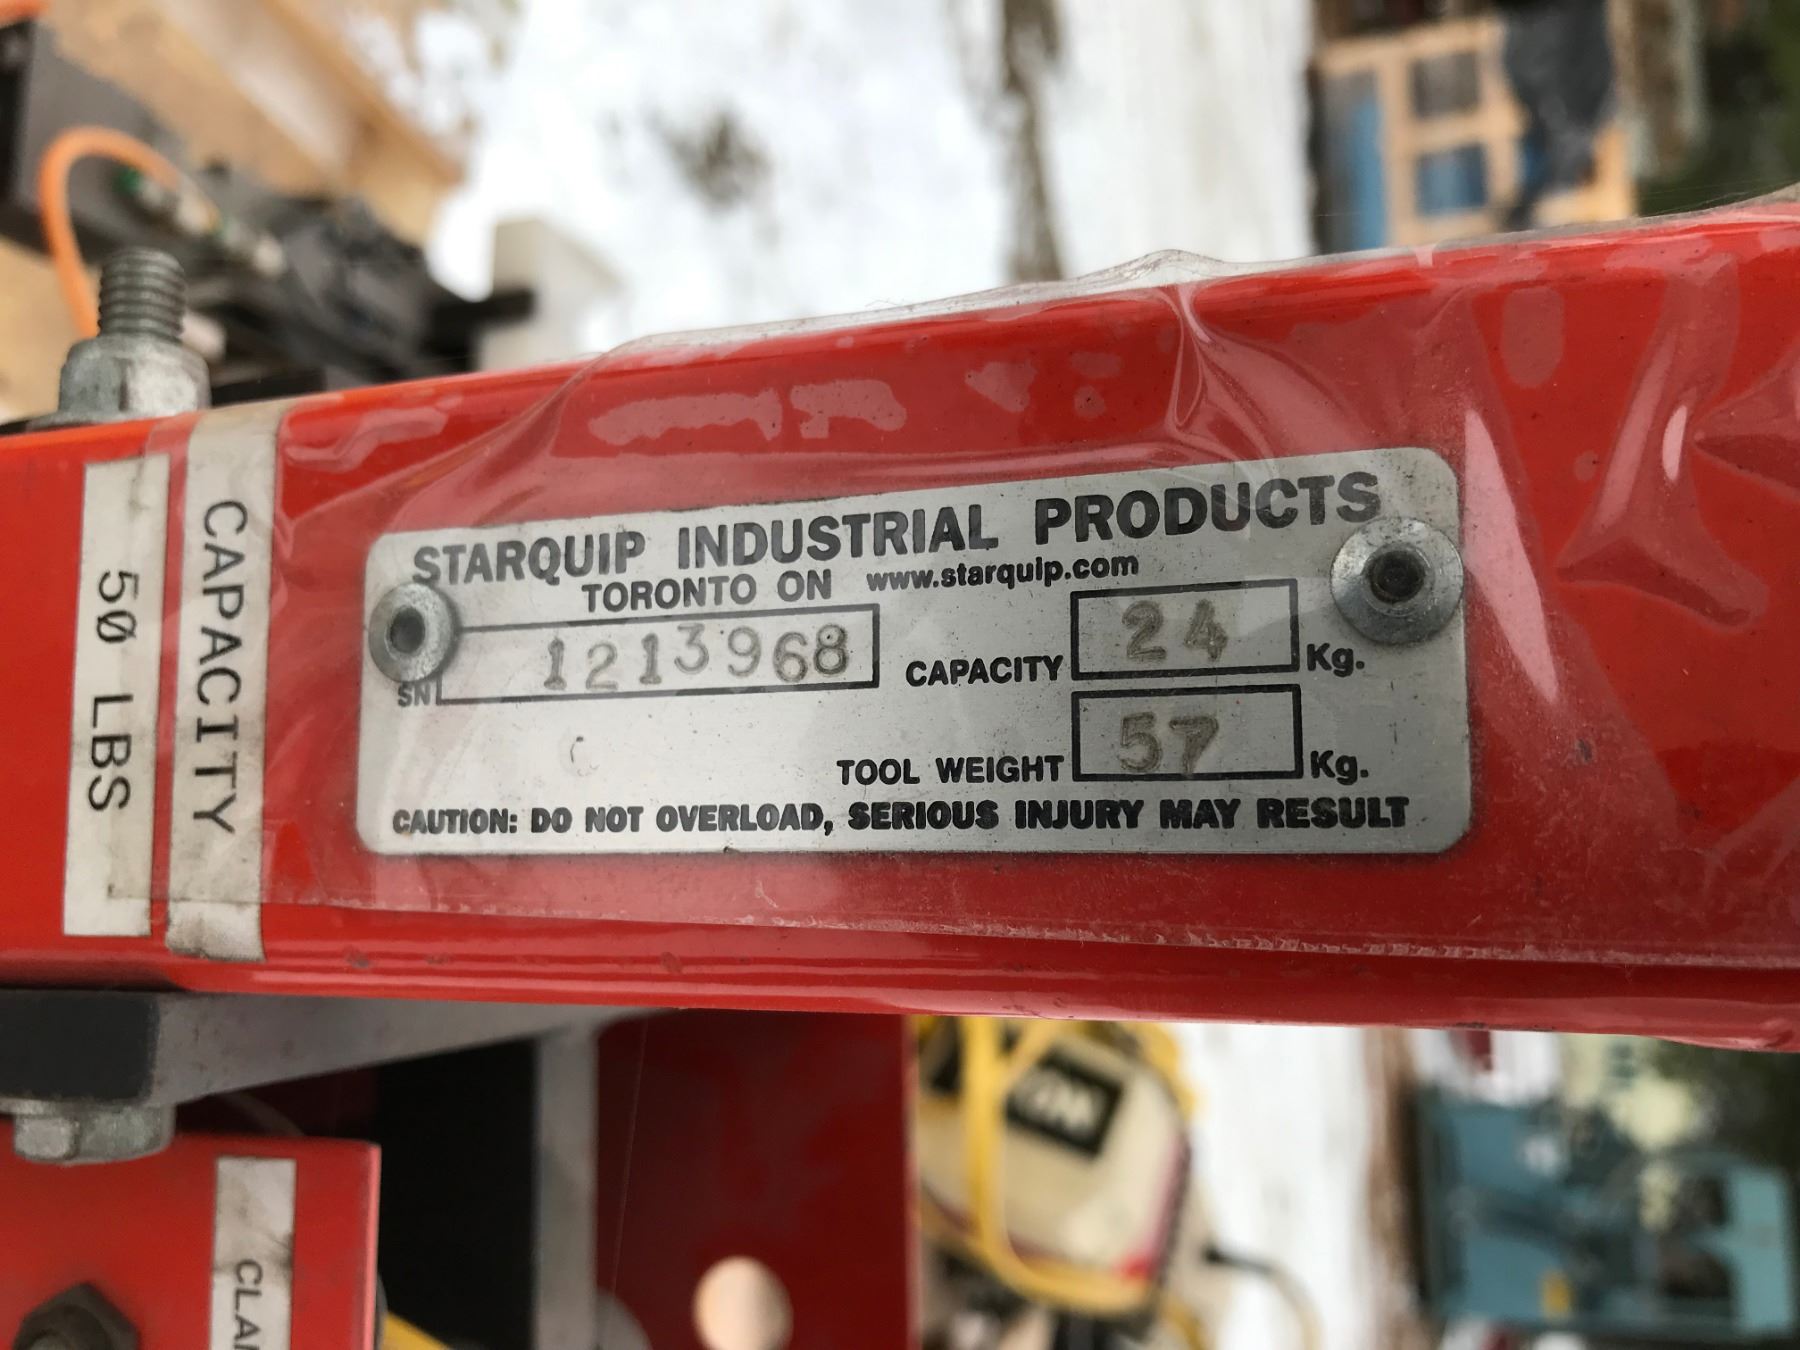 STARQUIP INDUSTRIAL PRODUCTS
TORONTO ON www.starquip.com
SN 1213968 CAPACITY 24 Kg.
TOOL WEIGHT 57 Kg.
CAUTION: DO NOT OVERLOAD, SERIOUS INJURY MAY RESULT
CAPACITY
50 LBS